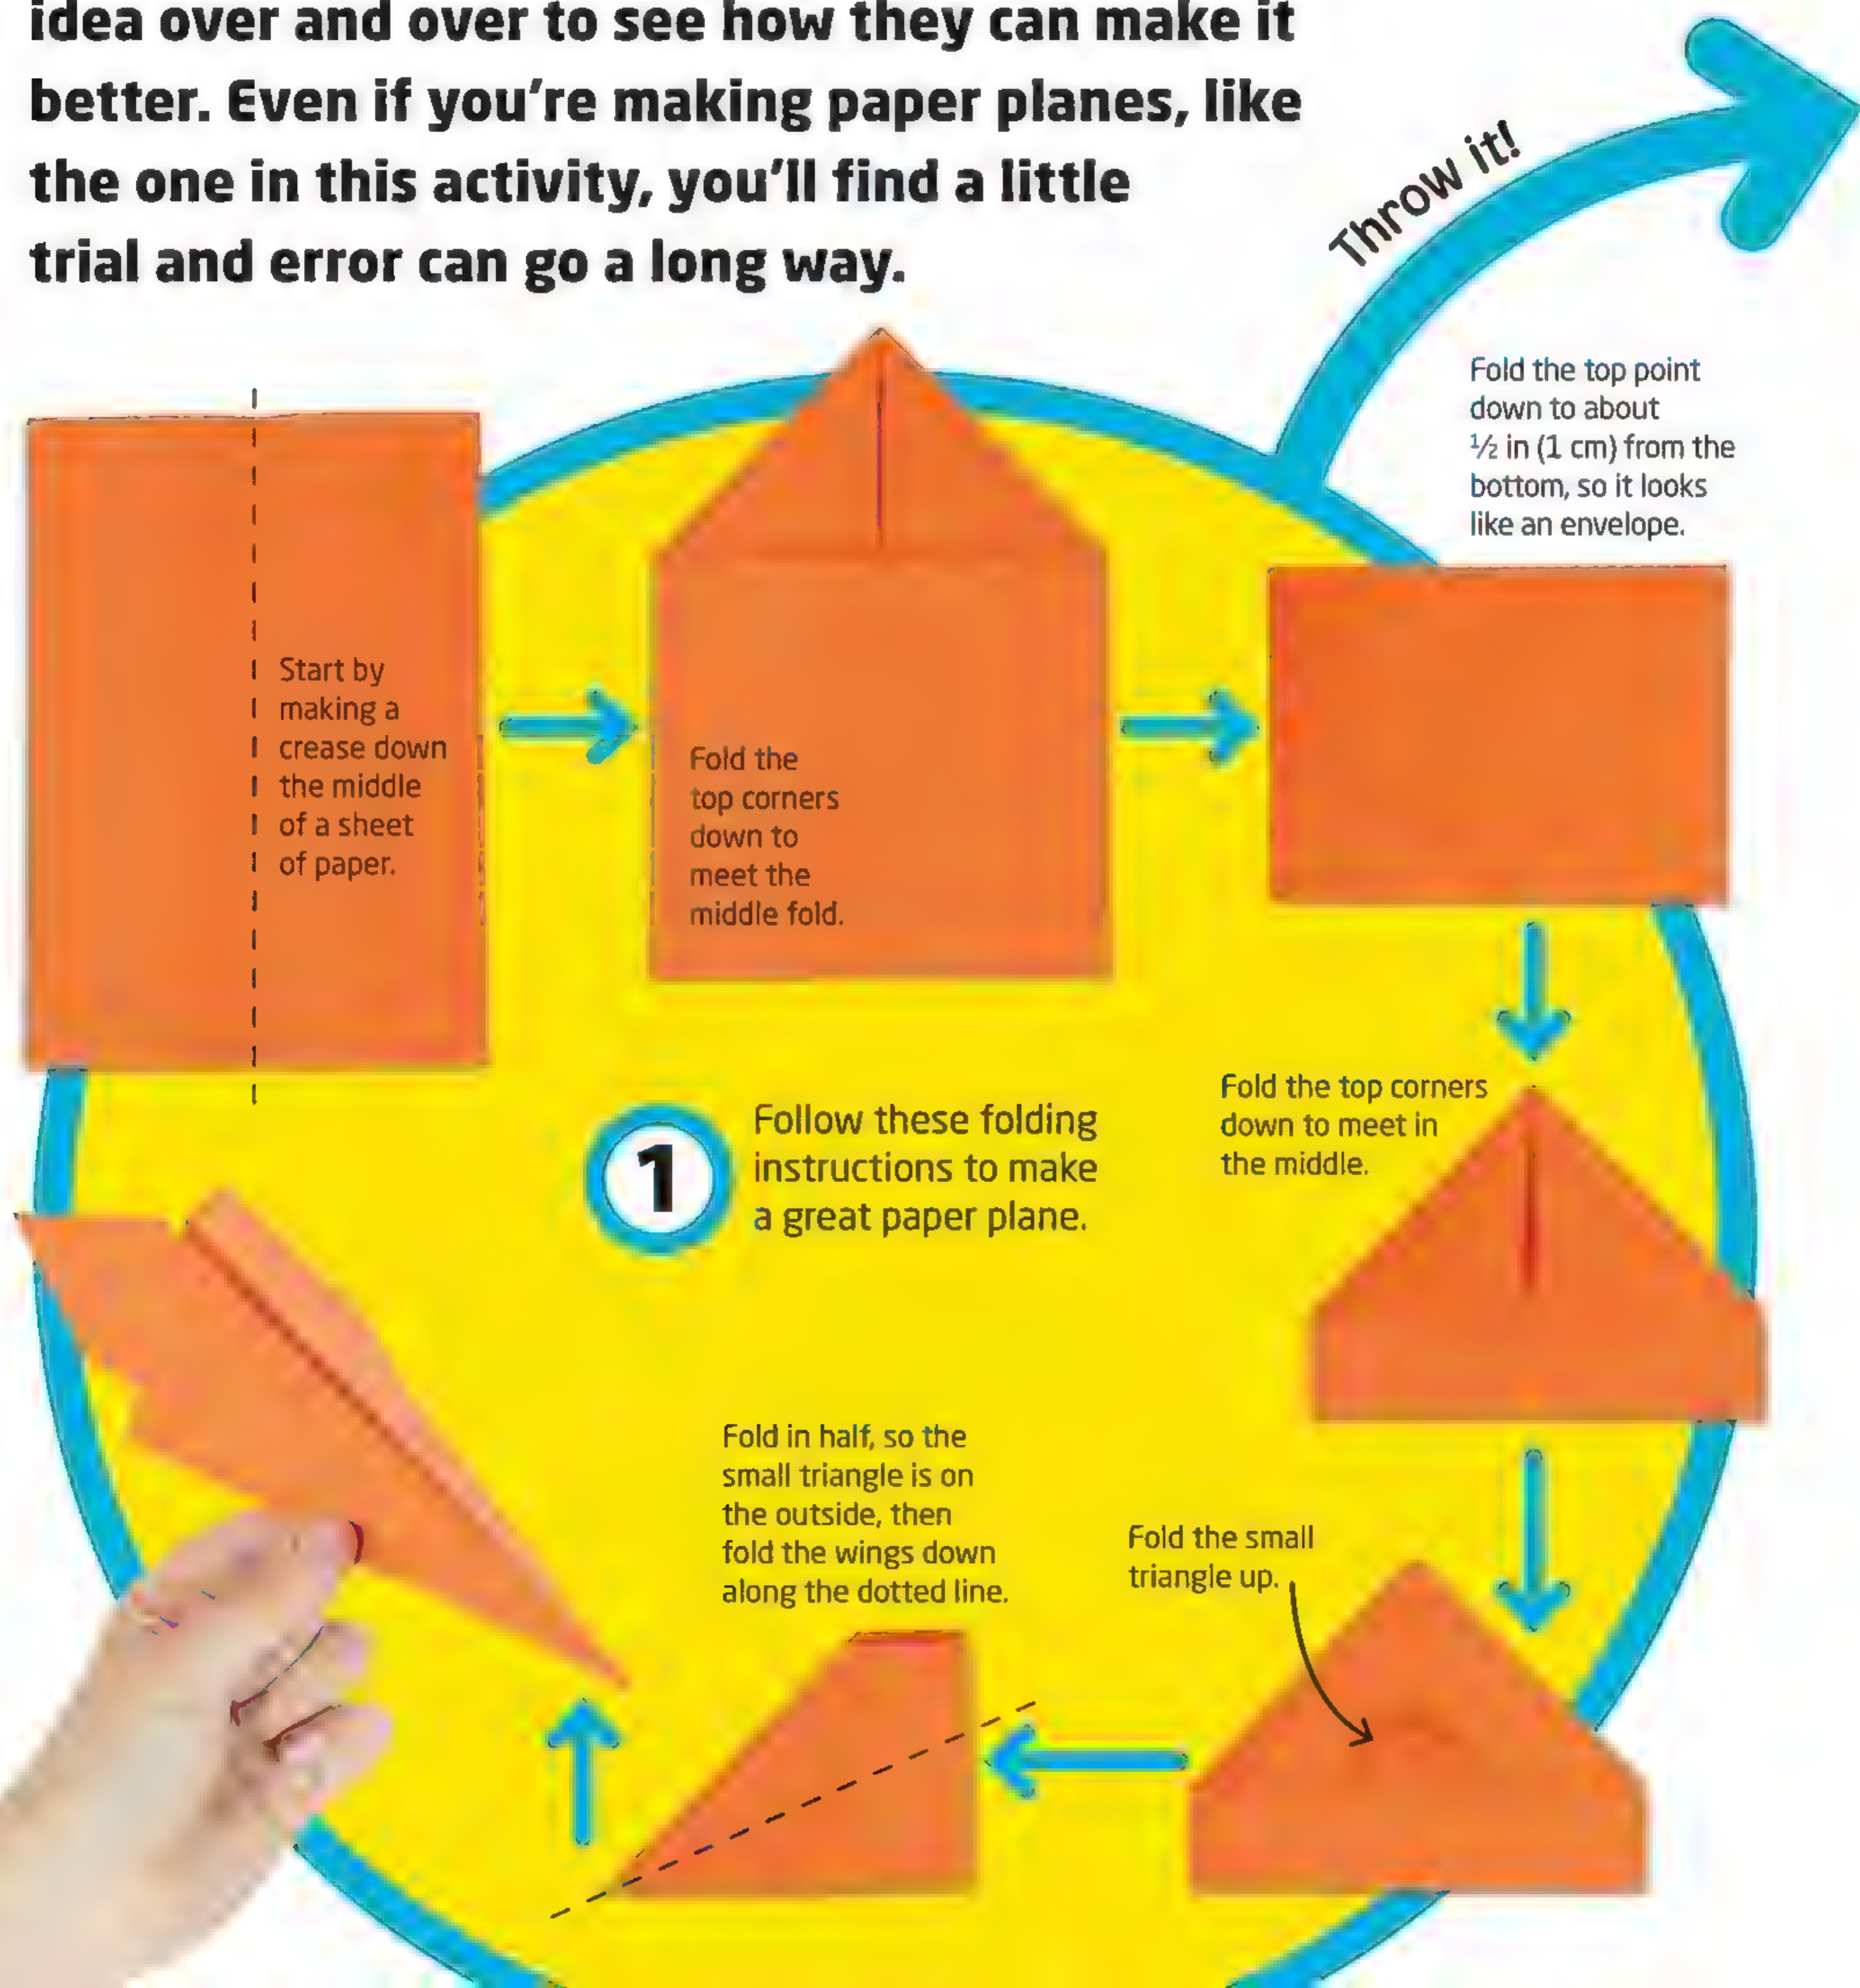 idea over and over to see how they can make it
better. Even if you're making paper planes, like
the one in this activity, you'll find a little
trial and error can go a long way.
Throw it!
Start by
making a
crease down
the middle
of a sheet
of paper.
Fold the
top corners
down to
meet the
middle fold.
Fold the top point
down to about
½ in (1 cm) from the
bottom, so it looks
like an envelope.
1
Follow these folding
instructions to make
a great paper plane.
Fold the top corners
down to meet in
the middle.
Fold the small
triangle up.
Fold in half, so the
small triangle is on
the outside, then
fold the wings down
along the dotted line.